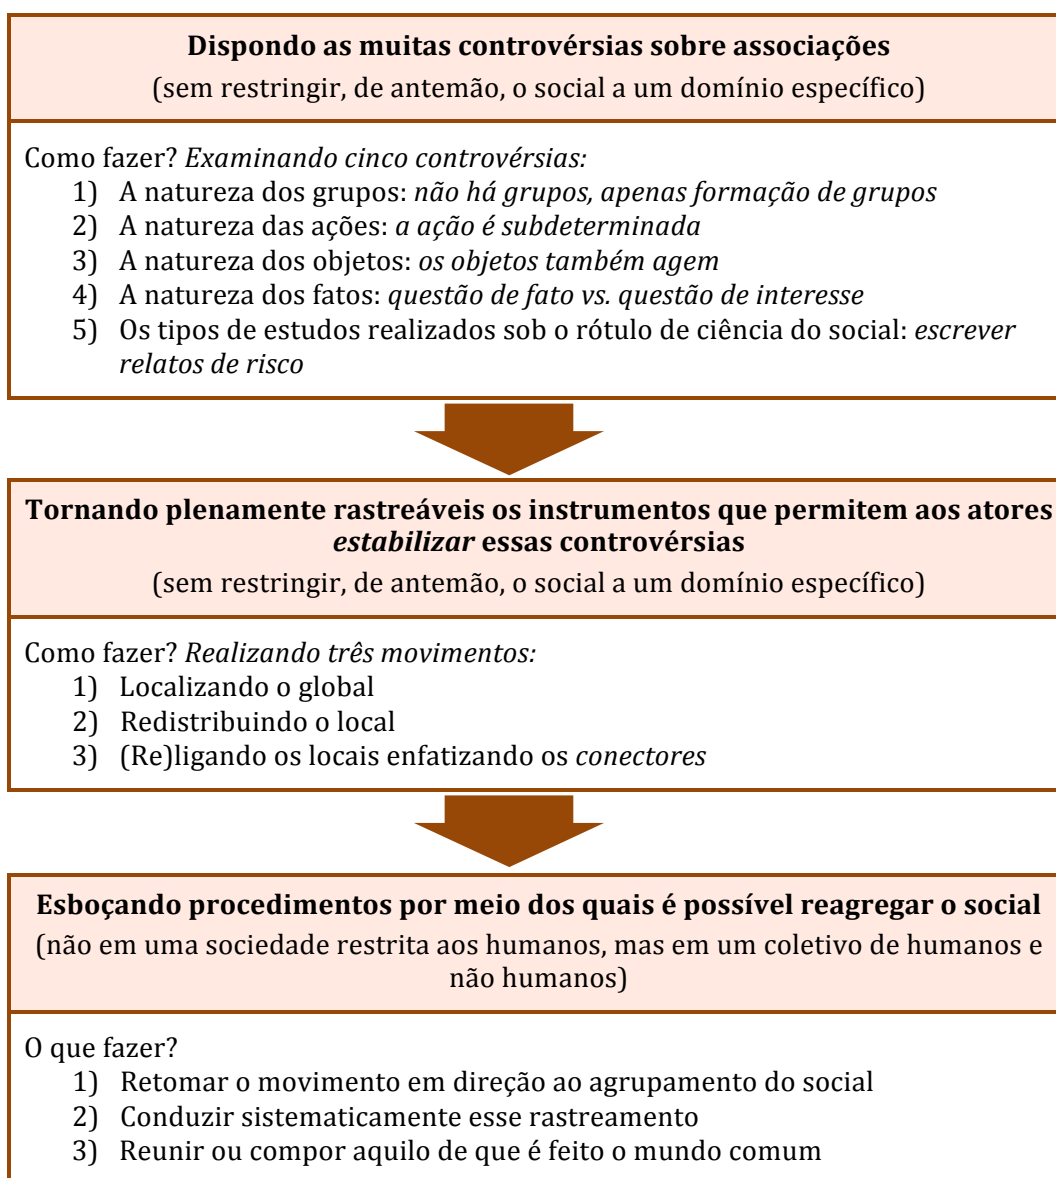 Dispondo as muitas controvérsias sobre associações
(sem restringir, de antemão, o social a um domínio específico)
Como fazer? Examinando cinco controvérsias:
1) A natureza dos grupos: não há grupos, apenas formação de grupos
2) A natureza das ações: a ação é subdeterminada
3) A natureza dos objetos: os objetos também agem
4) A natureza dos fatos: questão de fato vs. questão de interesse
5) Os tipos de estudos realizados sob o rótulo de ciência do social: escrever
relatos de risco
Tornando plenamente rastreáveis os instrumentos que permitem aos atores
estabilizar essas controvérsias
(sem restringir, de antemão, o social a um domínio específico)
Como fazer? Realizando três movimentos:
1) Localizando o global
2) Redistribuindo o local
3) (Re)ligando os locais enfatizando os conectores
Esboçando procedimentos por meio dos quais é possível reagregar o social
(não em uma sociedade restrita aos humanos, mas em um coletivo de humanos e
não humanos)
O que fazer?
1) Retomar o movimento em direção ao agrupamento do social
2) Conduzir sistematicamente esse rastreamento
3) Reunir ou compor aquilo de que é feito o mundo comum